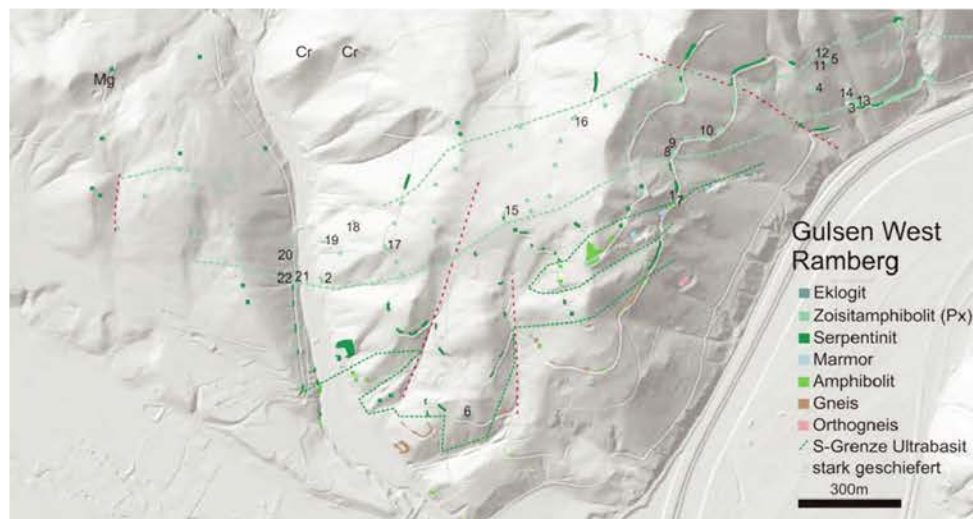 Cr Cr
Mg
12
5
11
4
14
13
3
16
10
9
8
17
15
18
19
17
20
22 21 2
6
Gulsen West
Ramberg
Eklogit
Zoisitamphibolit (Px)
Serpentinit
Marmor
Amphibolit
Gneis
Orthogneis
S-Grenze Ultrabasit
stark geschiefert
300m